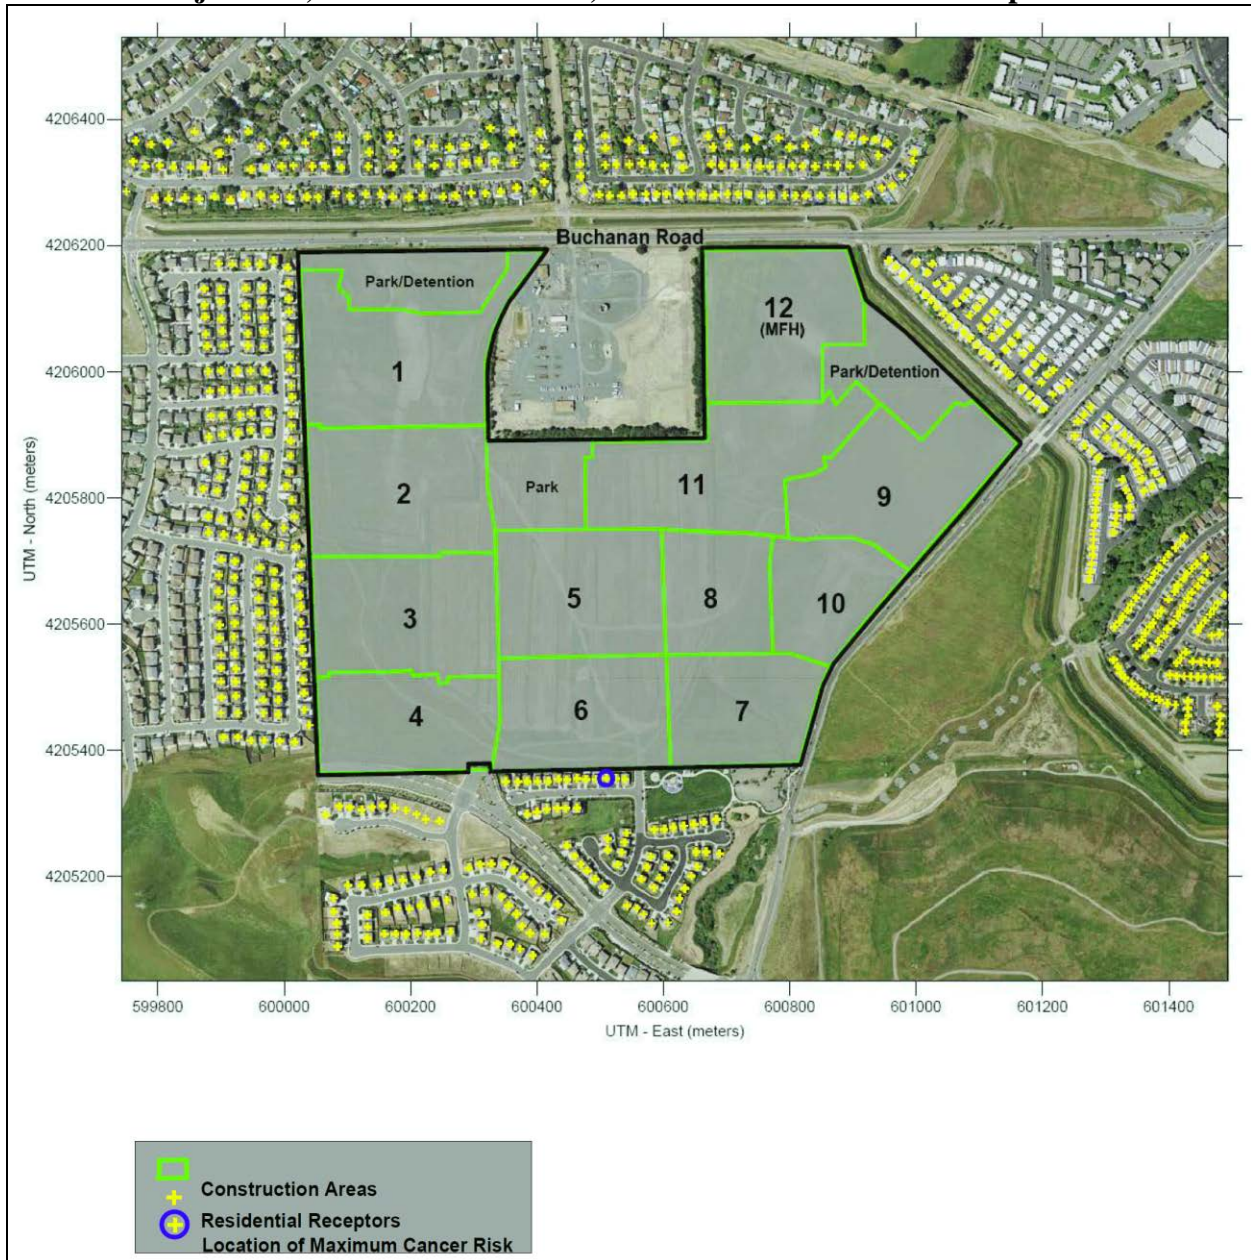 4206400
4206200
4206000
4205800
4205600
4205400
4205200
UTM - North (meters)
Buchanan Road
Park/Detention
12
(MFH)
1
Park/Detention
2
Park
11
9
3
5
8
10
4
6
7
599800 600000 600200 600400 600600 600800 601000 601200 601400
UTM - East (meters)
Construction Areas
Residential Receptors
Location of Maximum Cancer Risk